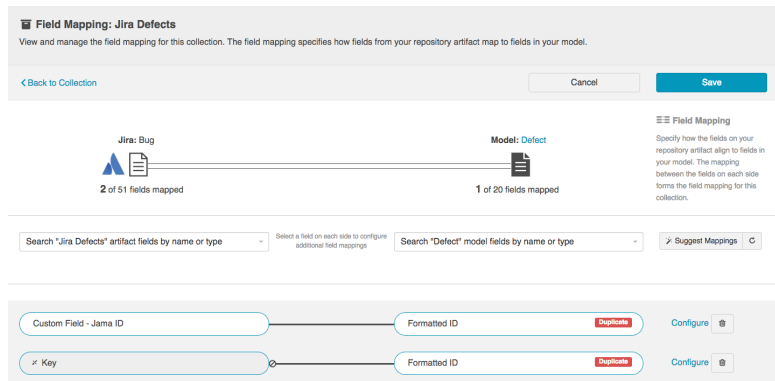 Field Mapping: Jira Defects
View and manage the field mapping for this collection. The field mapping specifies how fields from your repository artifact map to fields in your model.
Back to Collection
Cancel
Save
Jira: Bug
2 of 51 fields mapped
Model: Defect
1 of 20 fields mapped
Field Mapping
Specify how the fields on your
repository artifact align to fields in
your model. The mapping
between the fields on each side
forms the field mapping for this
collection.
Search "Jira Defects" artifact fields by name or type
Select a field on each side to configure
additional field mappings
Search "Defect" model fields by name or type
Suggest Mappings
Custom Field - Jama ID
Formatted ID
Duplicate
Configure
Key
Formatted ID
Duplicate
Configure